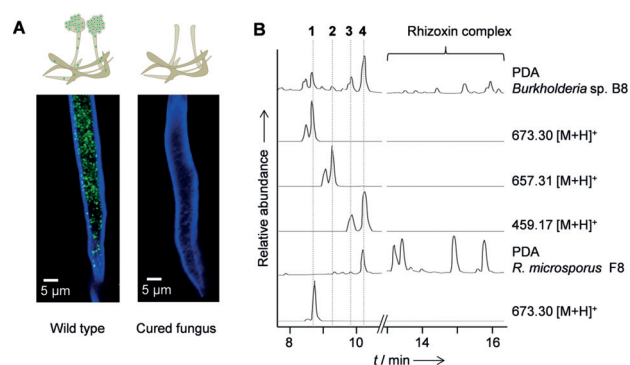 A
5 µm
5 µm
Wild type
Cured fungus
B
1 2 3 4
Rhizoxin complex
PDA
Burkholderia sp. B8
673.30 [M+H]+
657.31 [M+H]+
459.17 [M+H]+
PDA
R. microsporus F8
673.30 [M+H]+
Relative abundance
8 10 14 16
t / min